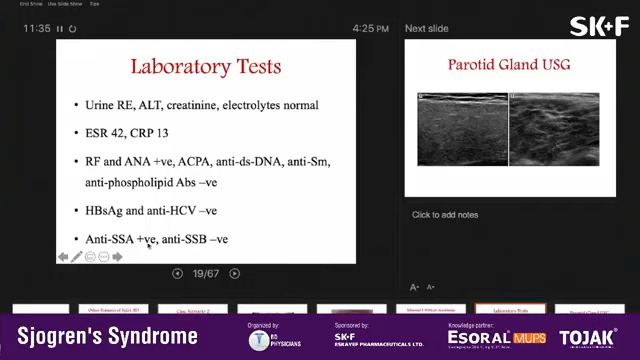 End Show Use Slide Show Tips
11:35
4:25 PM
Next slide
SK+F
Laboratory Tests
• Urine RE, ALT, creatinine, electrolytes normal
• ESR 42, CRP 13
• RF and ANA +ve, ACPA, anti-ds-DNA, anti-Sm,
anti-phospholipid Abs –ve
• HBsAg and anti-HCV –ve
• Anti-SSA +ve, anti-SSB –ve
Parotid Gland USG
Click to add notes
19/67
Laboratory Tests
Parotid Gland USG
Sjogren's Syndrome
Organized by:
PHYSICIANS
Sponsored by:
SK+F
ESKAYEF PHARMACEUTICALS LTD.
Knowledge partner:
ESORAL MUPS
TOJAK